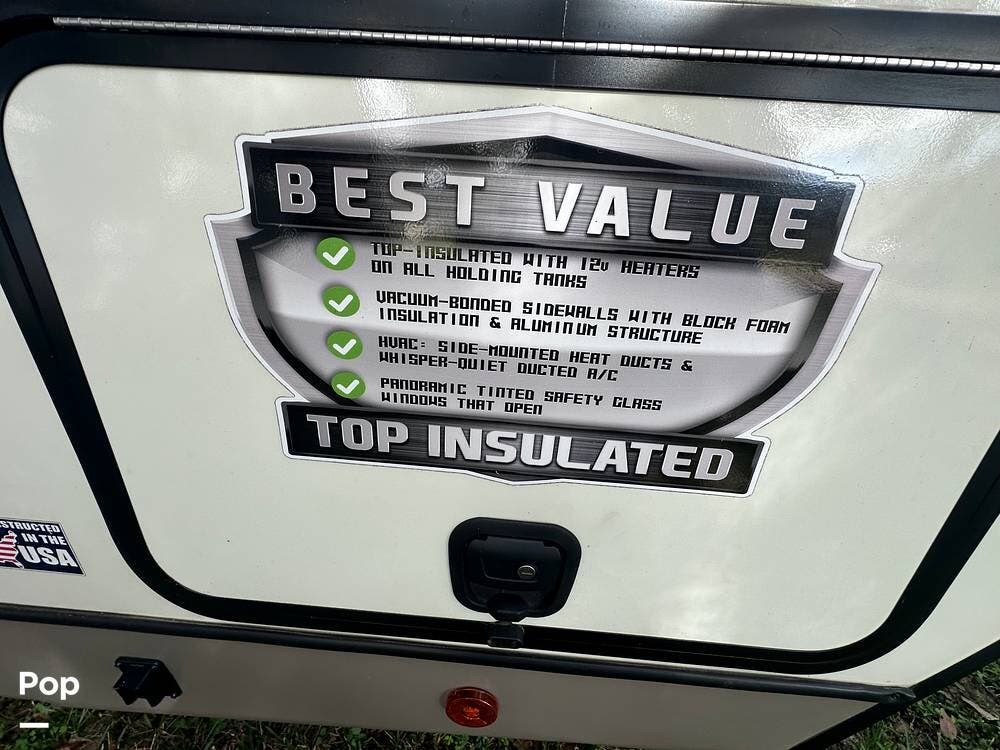 BEST VALUE
TOP-INSULATED WITH 12v HEATERS
ON ALL HOLDING TANKS
VACUUM-BONDED SIDEWALLS WITH BLOCK FOAM
INSULATION & ALUMINUM STRUCTURE
HVAC: SIDE-MOUNTED HEAT DUCTS &
WHISPER-QUIET DUCTED A/C
PANORAMIC TINTED SAFETY GLASS
WINDOWS THAT OPEN
TOP INSULATED
STRUCTED
IN THE
USA
Pop